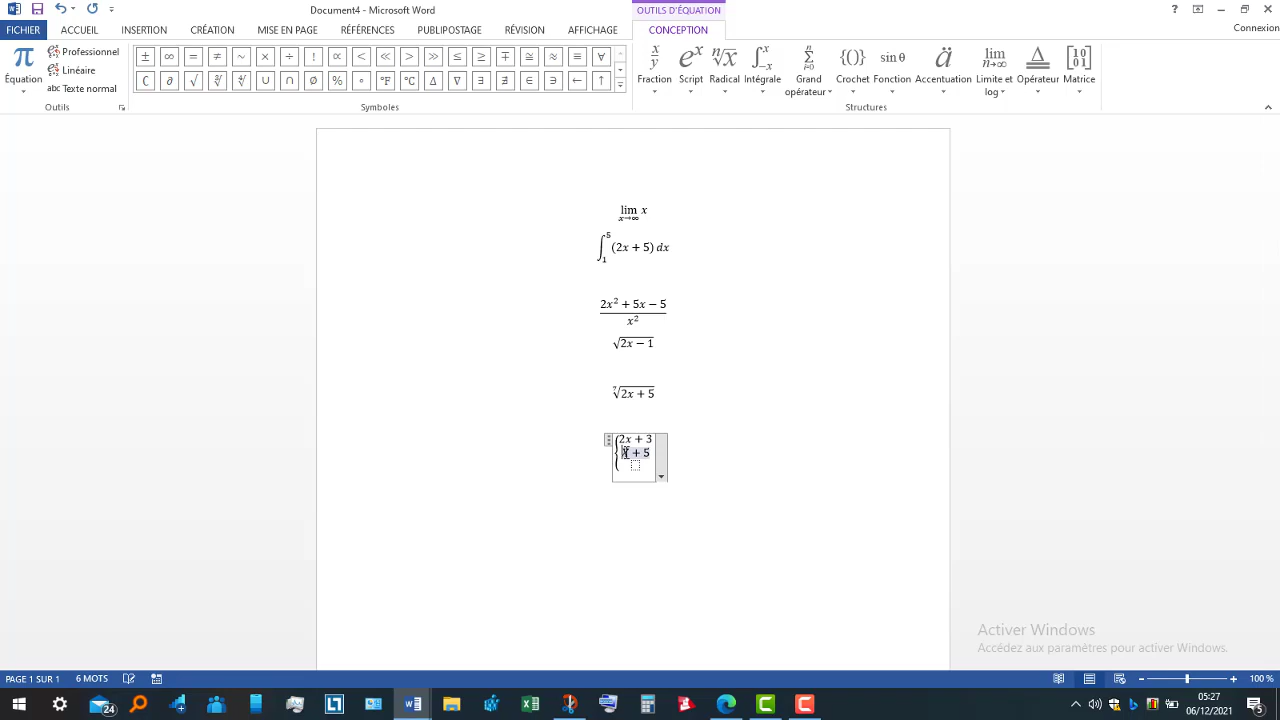 Document4 - Microsoft Word
OUTILS D'ÉQUATION
FICHIER ACCUEIL INSERTION CRÉATION MISE EN PAGE RÉFÉRENCES PUBLIPOSTAGE RÉVISION AFFICHAGE CONCEPTION Connexion
π Équation
Professionnel
Linéaire
abc Texte normal
± ∞ = ≠ ~ × ÷ ! ∝ < ≪ > ≫ ≤ ≥ ∓ ≅ ≈ ≡ ∀
∁ ∂ √ ∛ ∜ ∪ ∩ ∅ % ° °F °C ∆ ∇ ∃ ∄ ∈ ∋ ← ↑
Fraction Script Radical Intégrale Grand opérateur Crochet Fonction Accentuation Limite et log Opérateur Matrice
Outils Symboles Structures
lim x→∞ x
∫₁⁵ (2x + 5) dx
2x² + 5x − 5
x²
√2x − 1
⁷√2x + 5
2x + 3
x + 5
Activer Windows
Accédez aux paramètres pour activer Windows.
PAGE 1 SUR 1 6 MOTS 100 %
24
05:27
06/12/2021
5